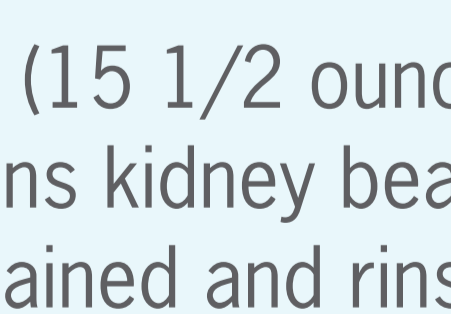 (15 1/2 ounc
ns kidney bea
ained and rins